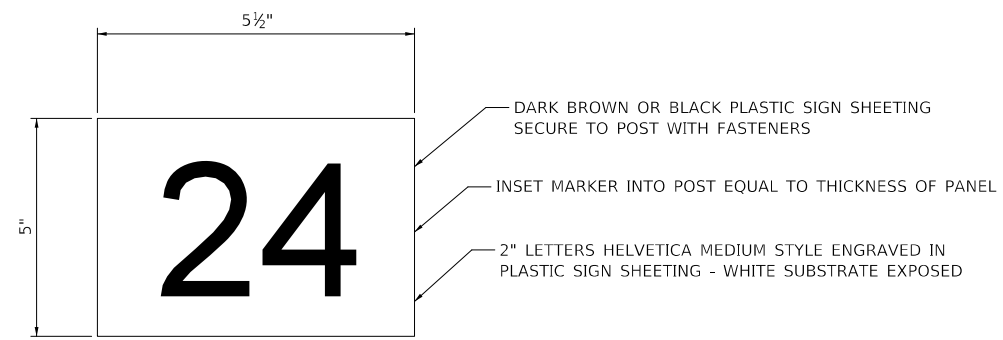 5½"
DARK BROWN OR BLACK PLASTIC SIGN SHEETING
SECURE TO POST WITH FASTENERS
5"
24
INSET MARKER INTO POST EQUAL TO THICKNESS OF PANEL
2" LETTERS HELVETICA MEDIUM STYLE ENGRAVED IN
PLASTIC SIGN SHEETING - WHITE SUBSTRATE EXPOSED